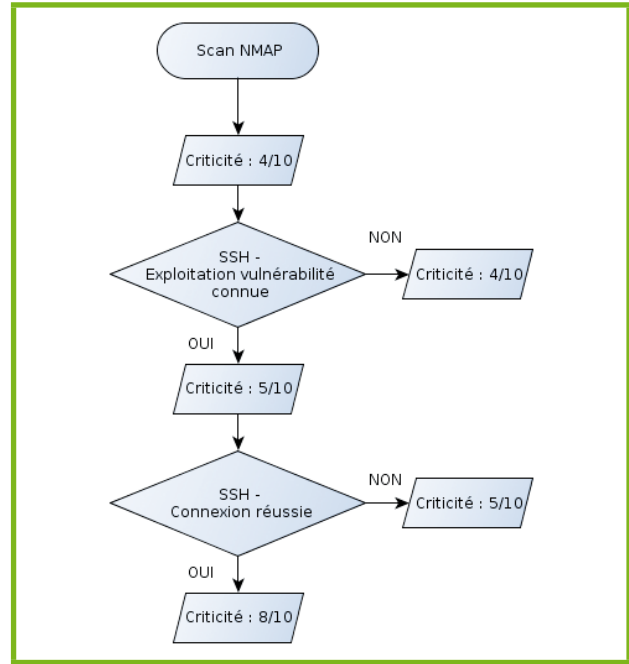 Scan NMAP
Criticité : 4/10
SSH -
Exploitation vulnérabilité
connue
NON
Criticité : 4/10
OUI
Criticité : 5/10
SSH -
Connexion réussie
NON
Criticité : 5/10
OUI
Criticité : 8/10